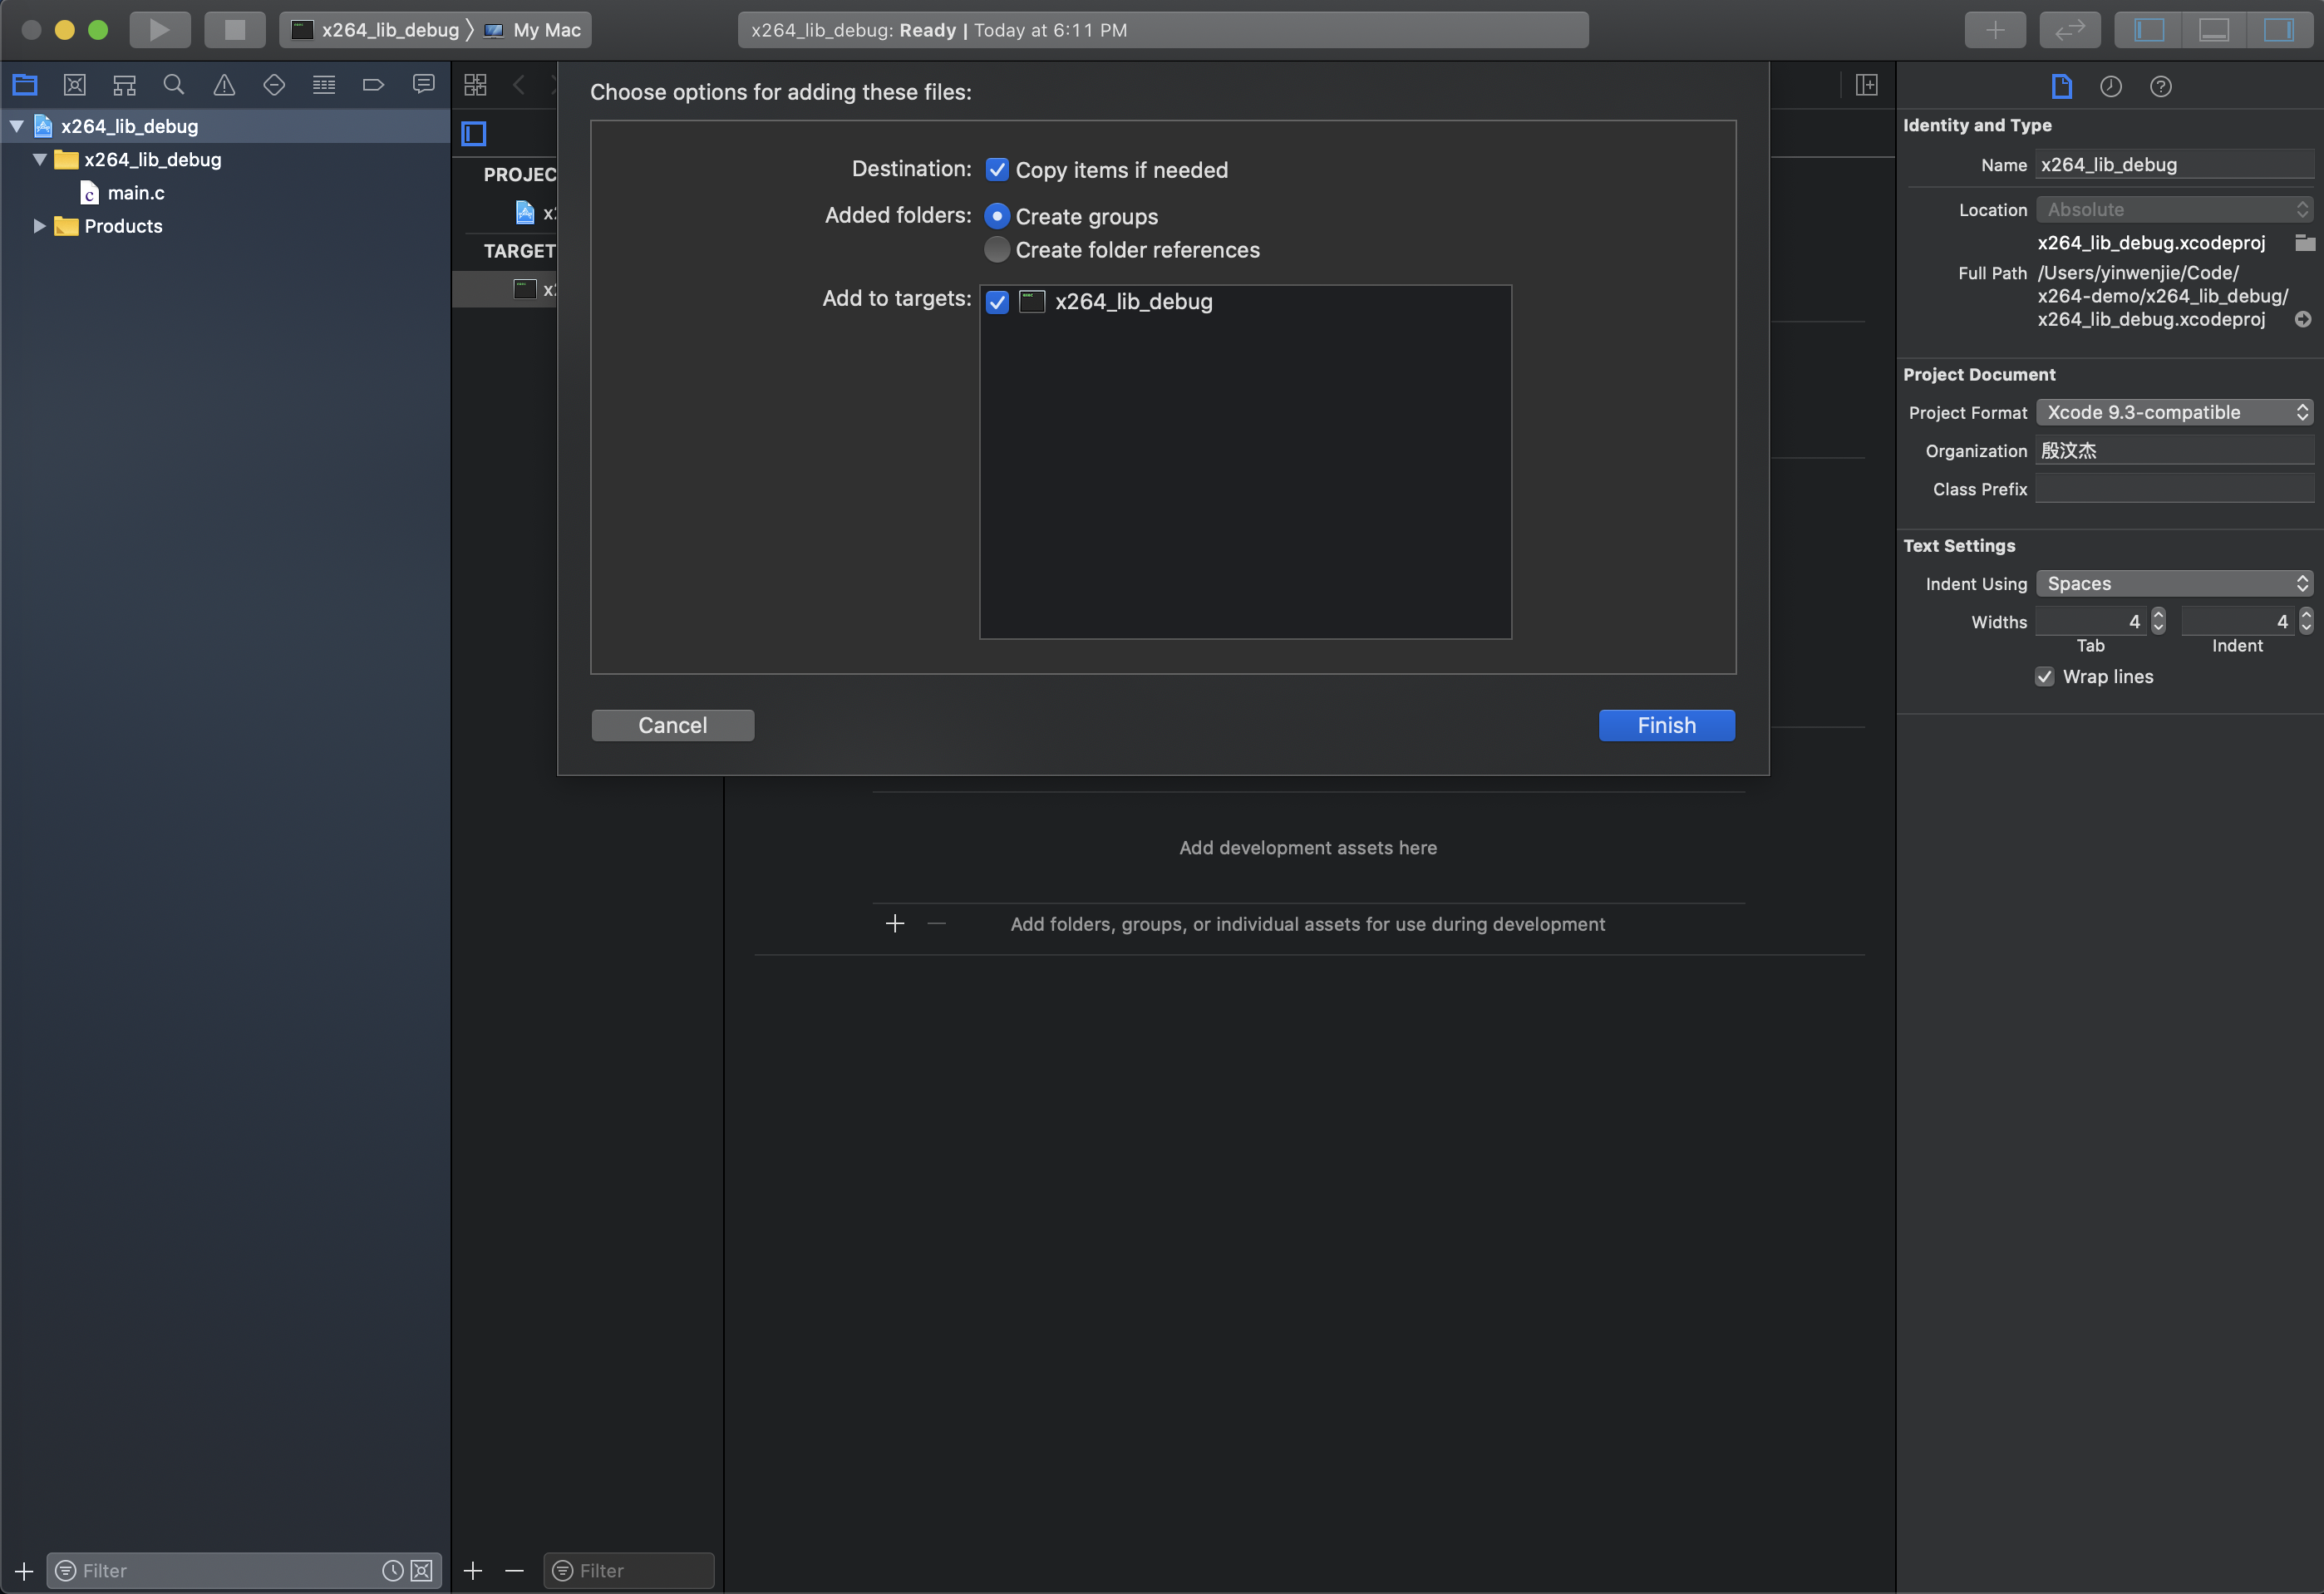 x264_lib_debug 〉 My Mac
x264_lib_debug: Ready | Today at 6:11 PM
x264_lib_debug
x264_lib_debug
main.c
Products
PROJEC
TARGET
Choose options for adding these files:
Destination: Copy items if needed
Added folders: Create groups
Create folder references
Add to targets: x264_lib_debug
Cancel
Finish
Add development assets here
Add folders, groups, or individual assets for use during development
Identity and Type
Name x264_lib_debug
Location Absolute
x264_lib_debug.xcodeproj
Full Path /Users/yinwenjie/Code/
x264-demo/x264_lib_debug/
x264_lib_debug.xcodeproj
Project Document
Project Format Xcode 9.3-compatible
Organization 殷汶杰
Class Prefix
Text Settings
Indent Using Spaces
Widths 4 4
Tab Indent
Wrap lines
Filter
Filter